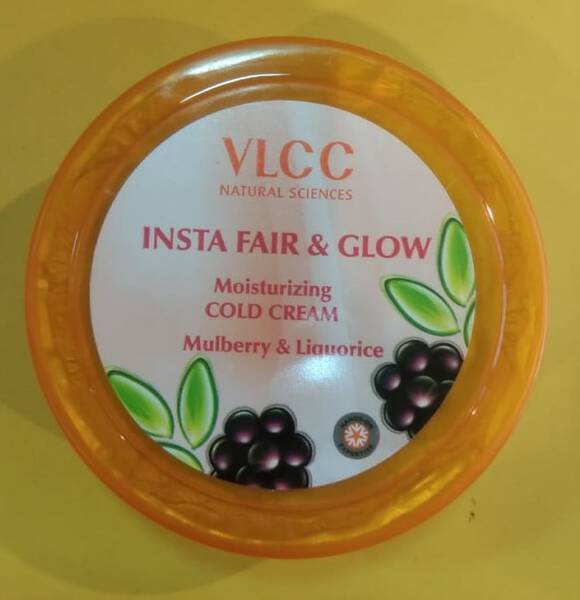 VLCC
NATURAL SCIENCES
INSTA FAIR & GLOW
Moisturizing
COLD CREAM
Mulberry & Liquorice